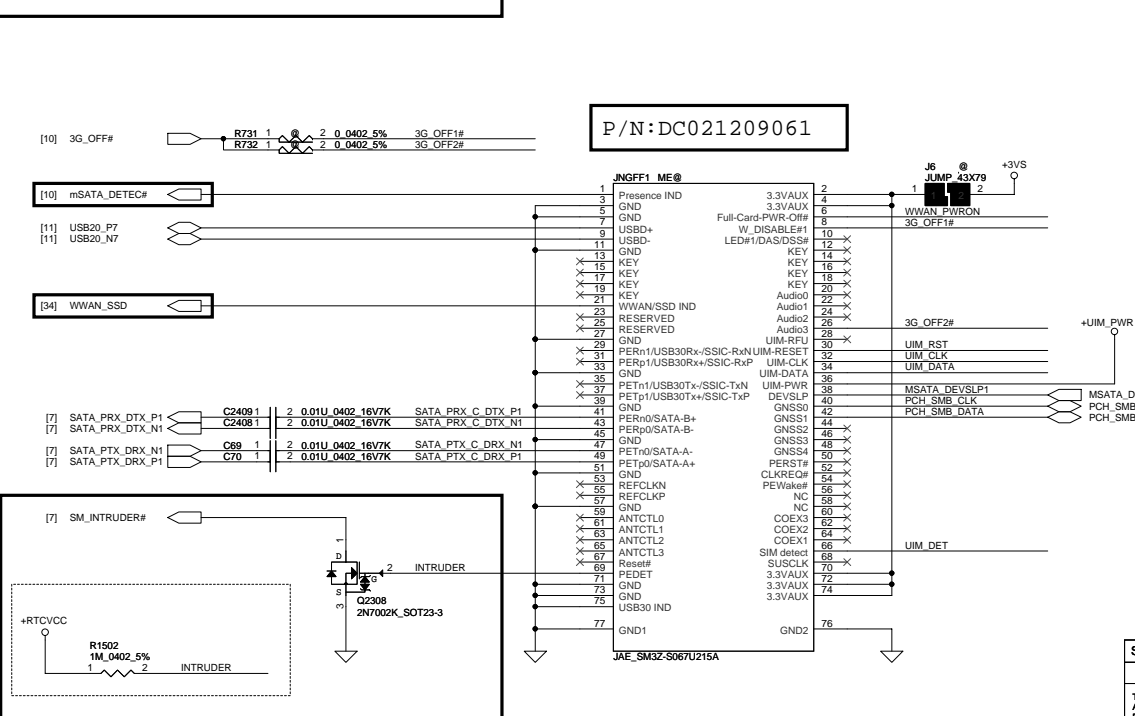 P/N:DC021209061
[10] 3G_OFF#
R731 1 @ 2 0_0402_5% 3G_OFF1#
R732 1 @ 2 0_0402_5% 3G_OFF2#
[10] mSATA_DETEC#
[11] USB20_P7
[11] USB20_N7
[34] WWAN_SSD
[7] SATA_PRX_DTX_P1 C2409 1 2 0.01U_0402_16V7K SATA_PRX_C_DTX_P1
[7] SATA_PRX_DTX_N1 C2408 1 2 0.01U_0402_16V7K SATA_PRX_C_DTX_N1
[7] SATA_PTX_DRX_N1 C69 1 2 0.01U_0402_16V7K SATA_PTX_C_DRX_N1
[7] SATA_PTX_DRX_P1 C70 1 2 0.01U_0402_16V7K SATA_PTX_C_DRX_P1
[7] SM_INTRUDER#
1
D
G
S
3
2 INTRUDER
Q2308
2N7002K_SOT23-3
+RTCVCC
R1502
1M_0402_5%
1 2 INTRUDER
JNGFF1 ME@
1 Presence IND
3 GND
5 GND
7 USBD+
9 USBD-
11 GND
13 KEY
15 KEY
17 KEY
19 KEY
21 WWAN/SSD IND
23 RESERVED
25 RESERVED
27 GND
29 PERn1/USB30Rx-/SSIC-RxN
31 PERp1/USB30Rx+/SSIC-RxP
33 GND
35 PETn1/USB30Tx-/SSIC-TxN
37 PETp1/USB30Tx+/SSIC-TxP
39 GND
41 PERn0/SATA-B+
43 PERp0/SATA-B-
45 GND
47 PETn0/SATA-A-
49 PETp0/SATA-A+
51 GND
53 REFCLKN
55 REFCLKP
57 GND
59 ANTCTL0
61 ANTCTL1
63 ANTCTL2
65 ANTCTL3
67 Reset#
69 PEDET
71 GND
73 GND
75 USB30 IND
77 GND1
3.3VAUX 2
3.3VAUX 4
Full-Card-PWR-Off# 6 WWAN_PWRON
W_DISABLE#1 8 3G_OFF1#
LED#1/DAS/DSS# 10
KEY 12
KEY 14
KEY 16
KEY 18
Audio0 20
Audio1 22
Audio2 24
Audio3 26 3G_OFF2#
UIM-RFU 28
UIM-RESET 30 UIM_RST
UIM-CLK 32 UIM_CLK
UIM-DATA 34 UIM_DATA
UIM-PWR 36
DEVSLP 38 MSATA_DEVSLP1
GNSS0 40 PCH_SMB_CLK
GNSS1 42 PCH_SMB_DATA
GNSS2 44
GNSS3 46
GNSS4 48
PERST# 50
CLKREQ# 52
PEWake# 54
NC 56
NC 58
COEX3 60
COEX2 62
COEX1 64
SIM detect 66 UIM_DET
SUSCLK 68
3.3VAUX 70
3.3VAUX 72
3.3VAUX 74
GND2 76
JAE_SM3Z-S067U215A
J6 @
JUMP_43X79
1 1 2 2
+3VS
+UIM_PWR
MSATA_D
PCH_SMB
PCH_SMB